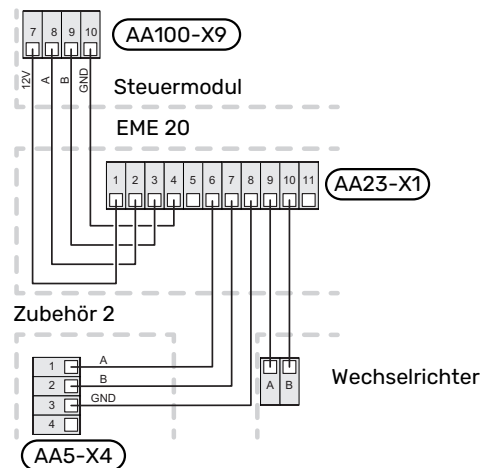 7 8 9 10
AA100-X9
12V
A
B
GND
Steuermodul
EME 20
1 2 3 4 5 6 7 8 9 10 11
AA23-X1
Zubehör 2
1 A
2 B
3 GND
4
A B
Wechselrichter
AA5-X4